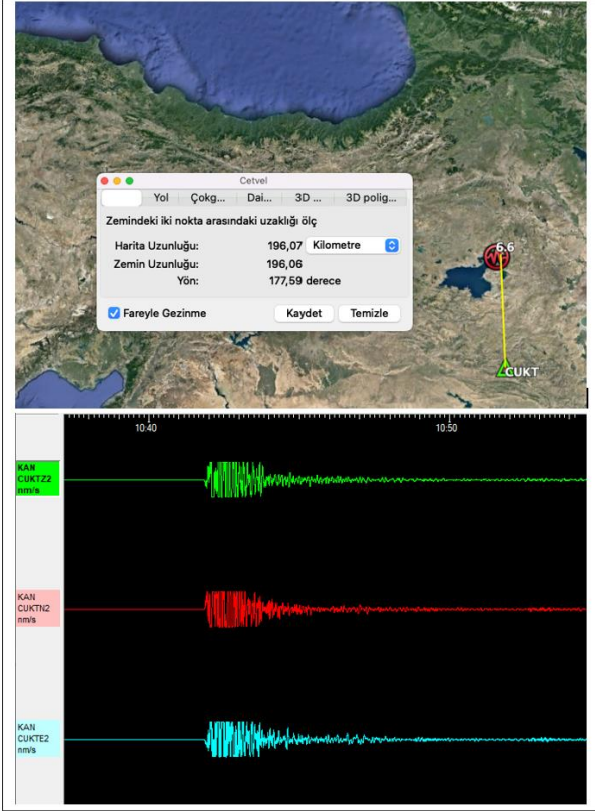 Cetvel
Yol Çokg... Dai... 3D ... 3D polig...
Zemindeki iki nokta arasındaki uzaklığı ölç
Harita Uzunluğu: 196,07 Kilometre
Zemin Uzunluğu: 196,06
Yön: 177,59 derece
Fareyle Gezinme Kaydet Temizle
6.6
CUKT
10:40 10:50
KAN
CUKTZ2
nm/s
KAN
CUKTN2
nm/s
KAN
CUKTE2
nm/s